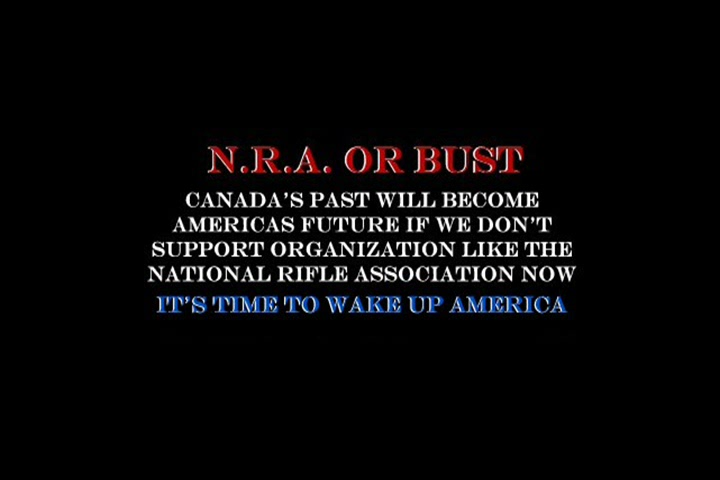 N.R.A. OR BUST
CANADA'S PAST WILL BECOME
AMERICAS FUTURE IF WE DON'T
SUPPORT ORGANIZATION LIKE THE
NATIONAL RIFLE ASSOCIATION NOW
IT'S TIME TO WAKE UP AMERICA